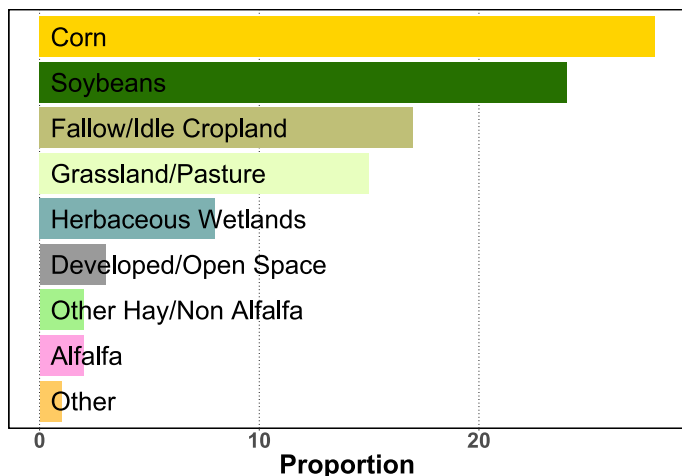 Corn
Soybeans
Fallow/Idle Cropland
Grassland/Pasture
Herbaceous Wetlands
Developed/Open Space
Other Hay/Non Alfalfa
Alfalfa
Other
0 10 20
Proportion